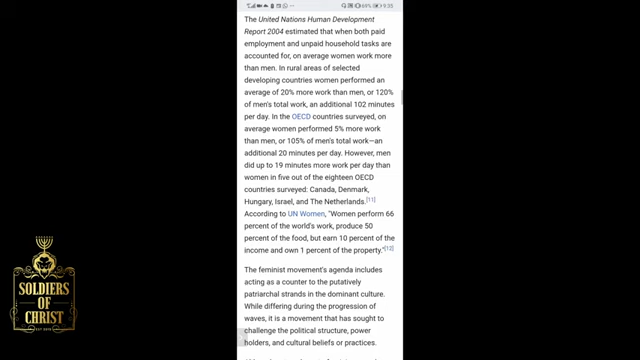 69% 9:35
The United Nations Human Development
Report 2004 estimated that when both paid
employment and unpaid household tasks are
accounted for, on average women work more
than men. In rural areas of selected
developing countries women performed an
average of 20% more work than men, or 120%
of men's total work, an additional 102 minutes
per day. In the OECD countries surveyed, on
average women performed 5% more work
than men, or 105% of men's total work—an
additional 20 minutes per day. However, men
did up to 19 minutes more work per day than
women in five out of the eighteen OECD
countries surveyed: Canada, Denmark,
Hungary, Israel, and The Netherlands.[11]
According to UN Women, "Women perform 66
percent of the world's work, produce 50
percent of the food, but earn 10 percent of the
income and own 1 percent of the property."[12]
The feminist movement's agenda includes
acting as a counter to the putatively
patriarchal strands in the dominant culture.
While differing during the progression of
waves, it is a movement that has sought to
challenge the political structure, power
holders, and cultural beliefs or practices.
SOLDIERS
OF
CHRIST